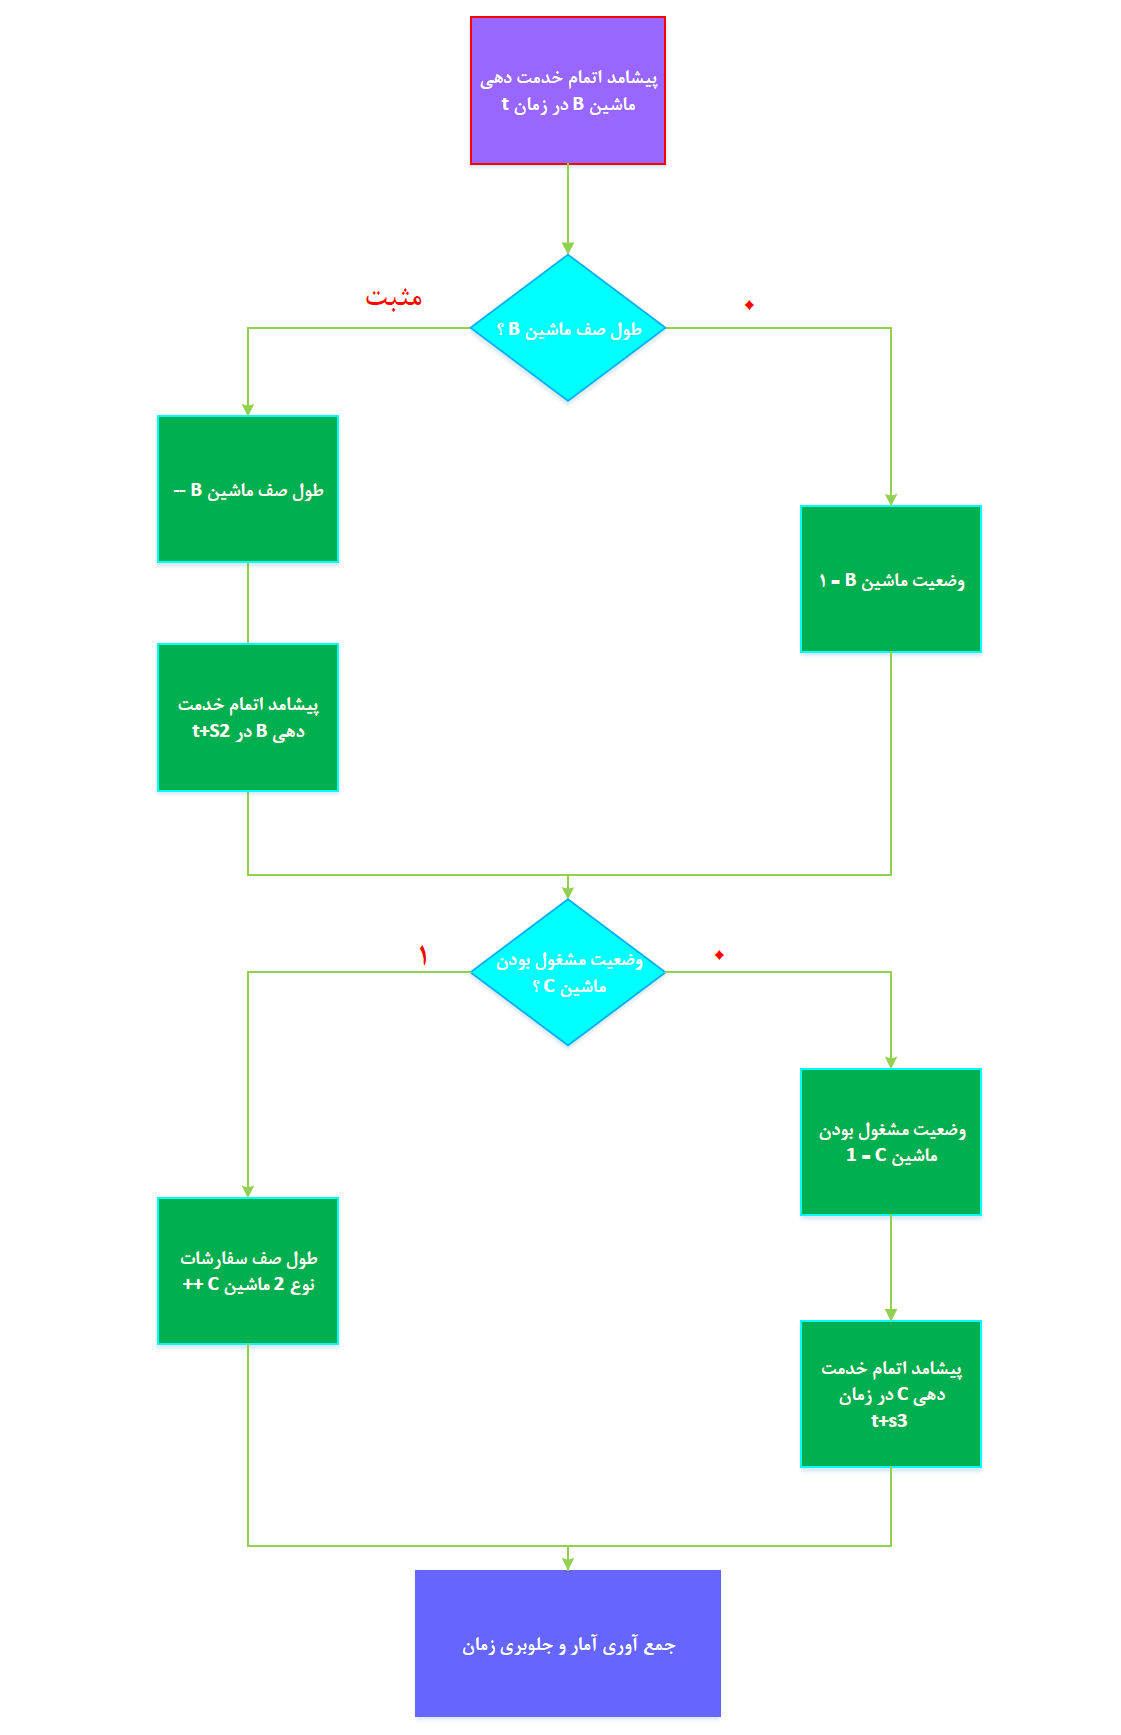 پیشامد اتمام خدمت دهی
ماشین B در زمان t
مثبت
۰
طول صف ماشین B ؟
طول صف ماشین B --
وضعیت ماشین B = ۱
پیشامد اتمام خدمت
دهی B در t+S2
۱
۰
وضعیت مشغول بودن
ماشین C ؟
وضعیت مشغول بودن
ماشین C = 1
طول صف سفارشات
نوع 2 ماشین C ++
پیشامد اتمام خدمت
دهی C در زمان
t+s3
جمع آوری آمار و جلوبری زمان